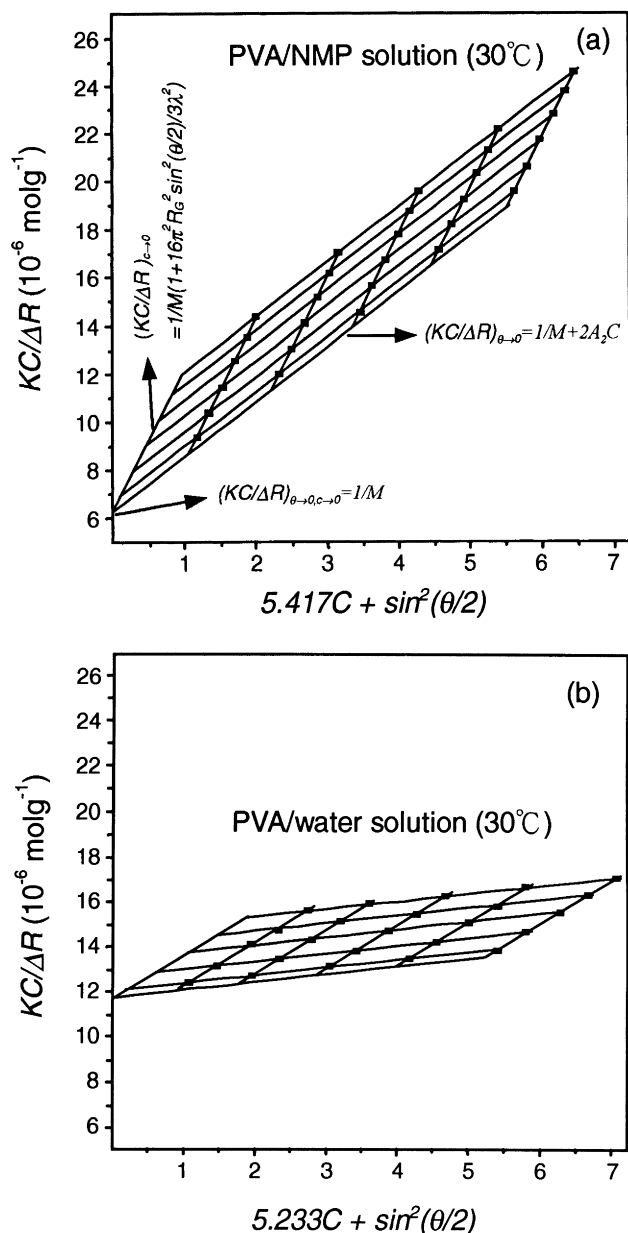 (a)
PVA/NMP solution (30℃)
KC/ΔR (10⁻⁶ molg⁻¹)
26
24
22
20
18
16
14
12
10
8
6
(KC/ΔR)c→0
=1/M(1+16π²RG²sin²(θ/2)/3λ²)
(KC/ΔR)θ→0=1/M+2A₂C
(KC/ΔR)θ→0,c→0=1/M
1 2 3 4 5 6 7
5.417C + sin²(θ/2)
(b)
PVA/water solution (30℃)
KC/ΔR (10⁻⁶ molg⁻¹)
26
24
22
20
18
16
14
12
10
8
6
1 2 3 4 5 6 7
5.233C + sin²(θ/2)